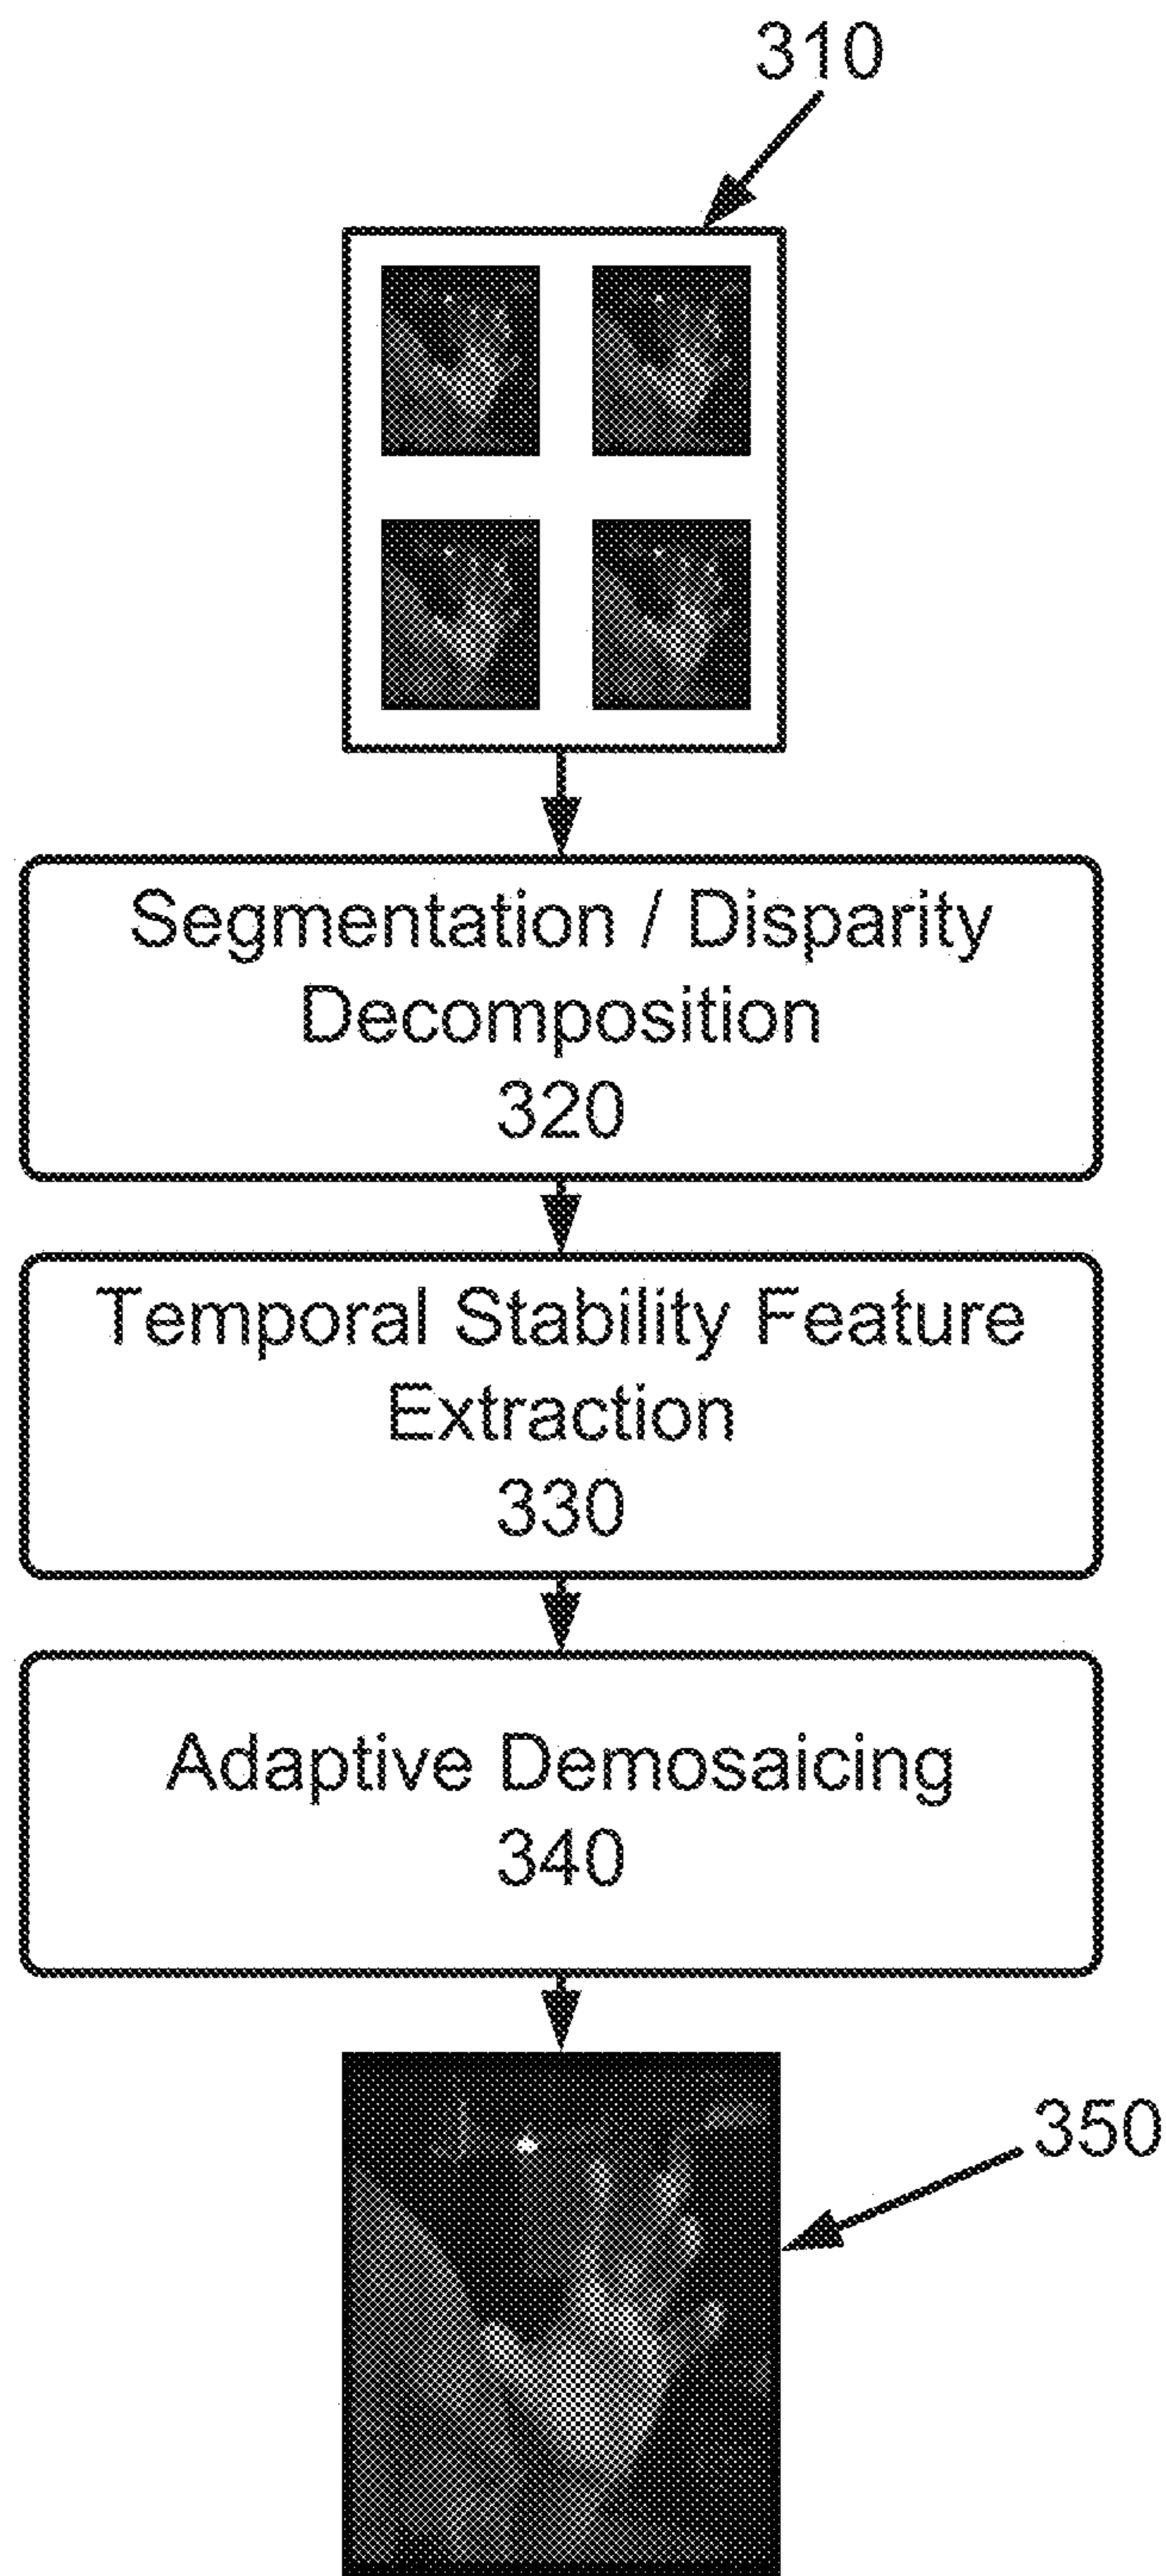 310
Segmentation / Disparity
Decomposition
320
Temporal Stability Feature
Extraction
330
Adaptive Demosaicing
340
350